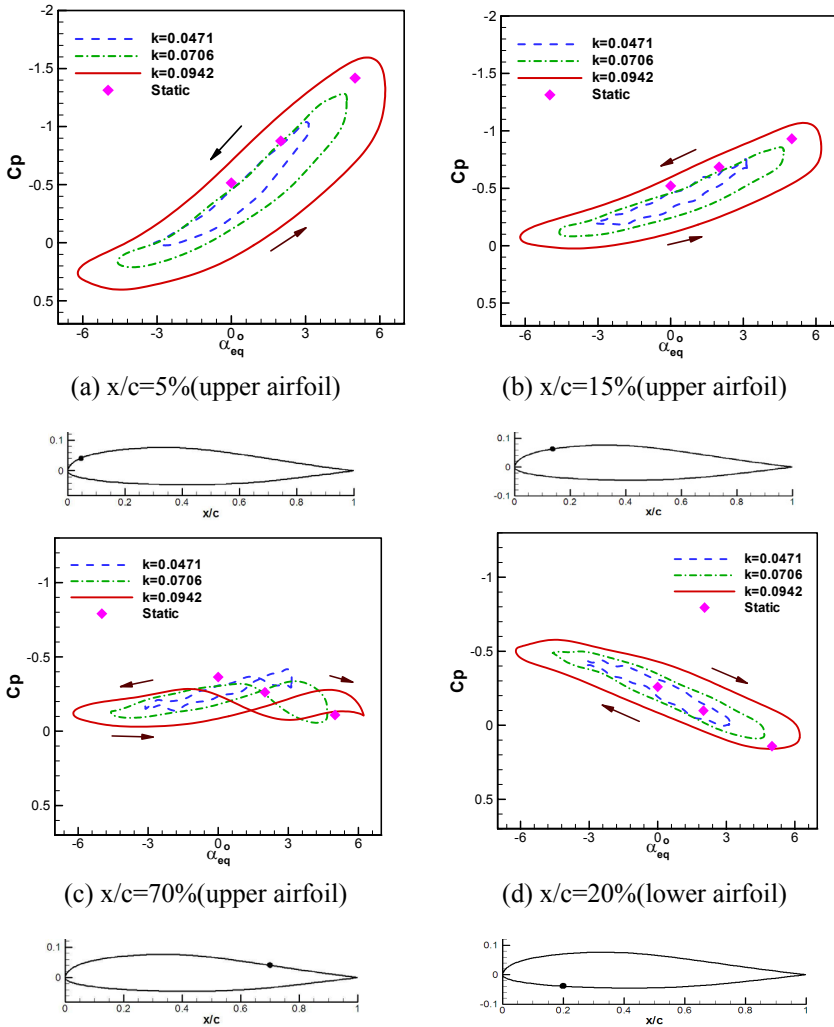 -2
-1.5
-1
-0.5
0
0.5
Cp
k=0.0471
k=0.0706
k=0.0942
Static
-6 -3 0 3 6
α°eq
(a) x/c=5%(upper airfoil)
-2
-1.5
-1
-0.5
0
0.5
Cp
k=0.0471
k=0.0706
k=0.0942
Static
-6 -3 0 3 6
α°eq
(b) x/c=15%(upper airfoil)
0.1
0
0 0.2 0.4 0.6 0.8 1
x/c
0.1
0
-0.1
0 0.2 0.4 0.6 0.8 1
x/c
-1
-0.5
0
0.5
Cp
k=0.0471
k=0.0706
k=0.0942
Static
-6 -3 0 3 6
α°eq
(c) x/c=70%(upper airfoil)
-1
-0.5
0
0.5
Cp
k=0.0471
k=0.0706
k=0.0942
Static
-6 -3 0 3 6
α°eq
(d) x/c=20%(lower airfoil)
0.1
0
0 0.2 0.4 0.6 0.8 1
x/c
0.1
0
-0.1
0 0.2 0.4 0.6 0.8 1
x/c